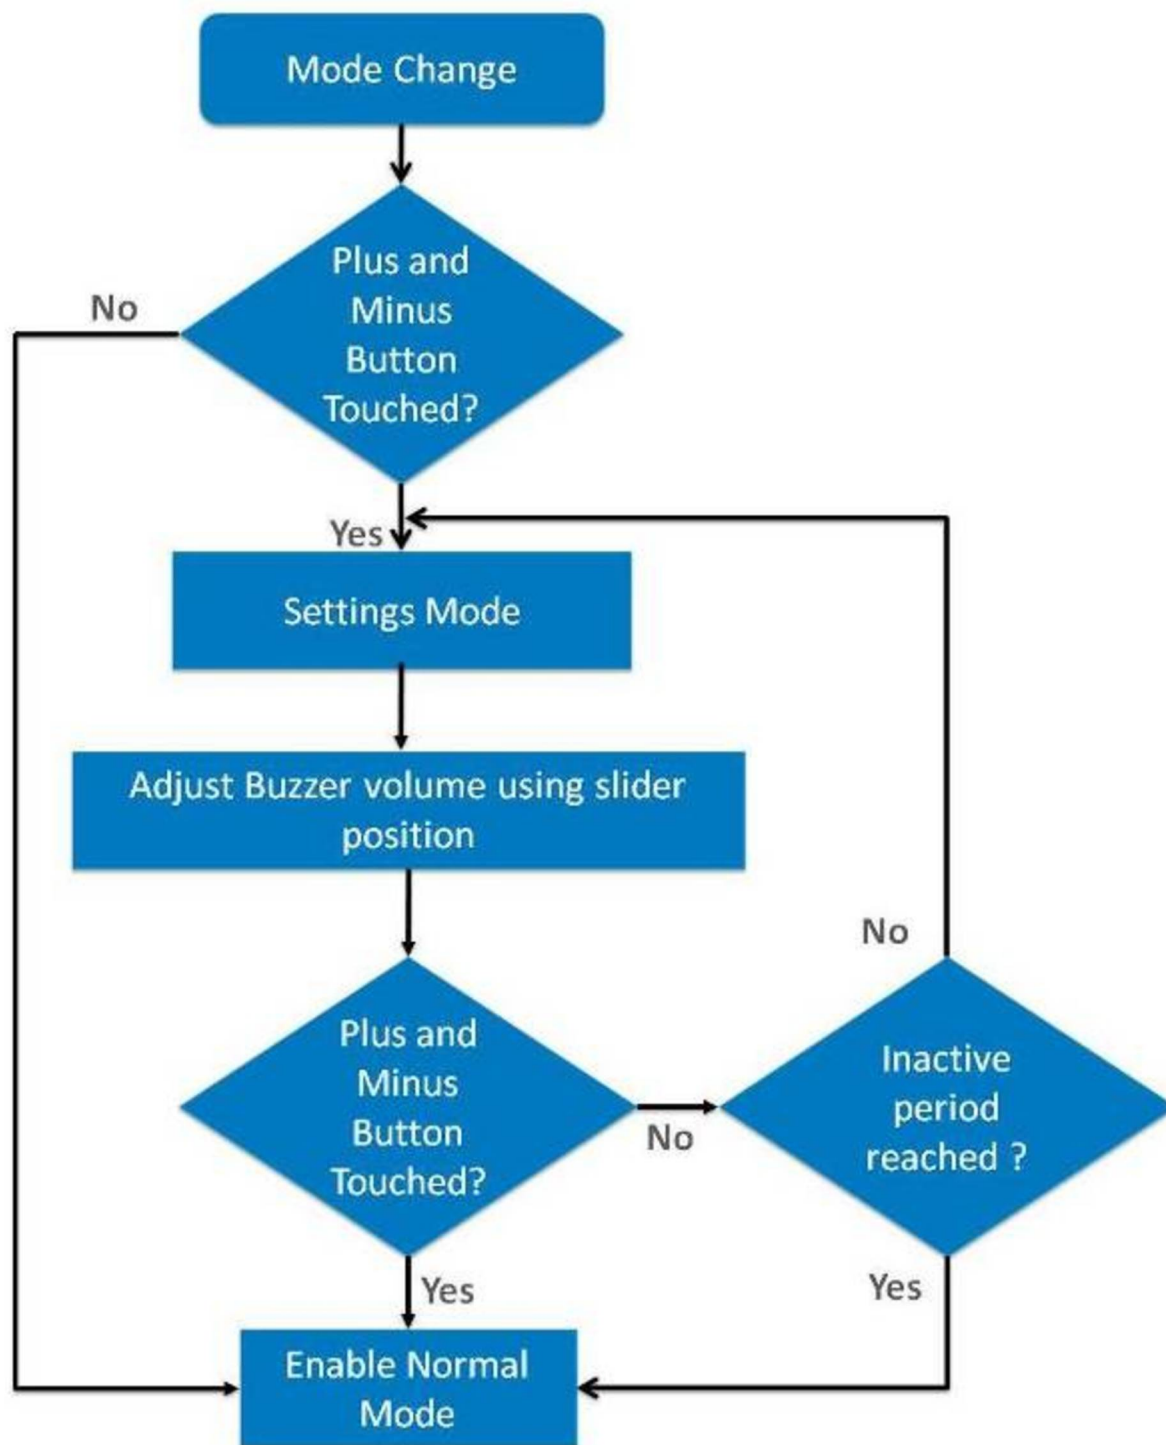 Mode Change
Plus and
Minus
Button
Touched?
No
Yes
Settings Mode
Adjust Buzzer volume using slider
position
No
Plus and
Minus
Button
Touched?
No
Inactive
period
reached ?
Yes
Yes
Enable Normal
Mode